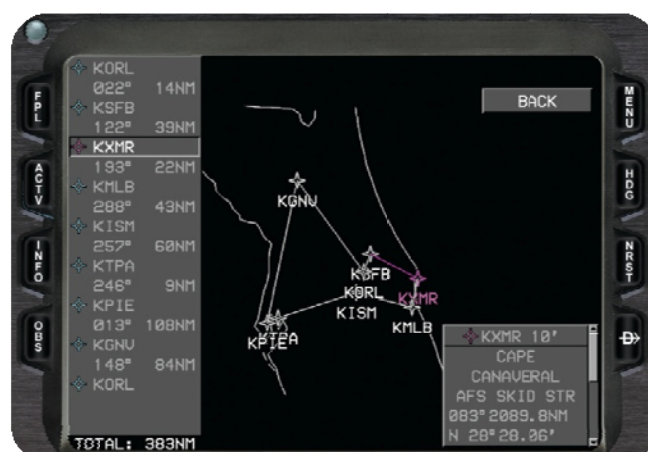 FPL
ACTV
INFO
OBS
KORL
022° 14NM
KSFB
122° 39NM
KXMR
193° 22NM
KMLB
288° 43NM
KISM
257° 60NM
KTPA
246° 9NM
KPIE
013° 108NM
KGNV
148° 84NM
KORL
TOTAL: 383NM
BACK
KGNV
KSFB
KORL
KXMR
KISM
KMLB
KPIE
KXMR 10'
CAPE
CANAVERAL
AFS SKID STR
083° 2089.8NM
N 28° 28.06'
MENU
HDG
NRST
D